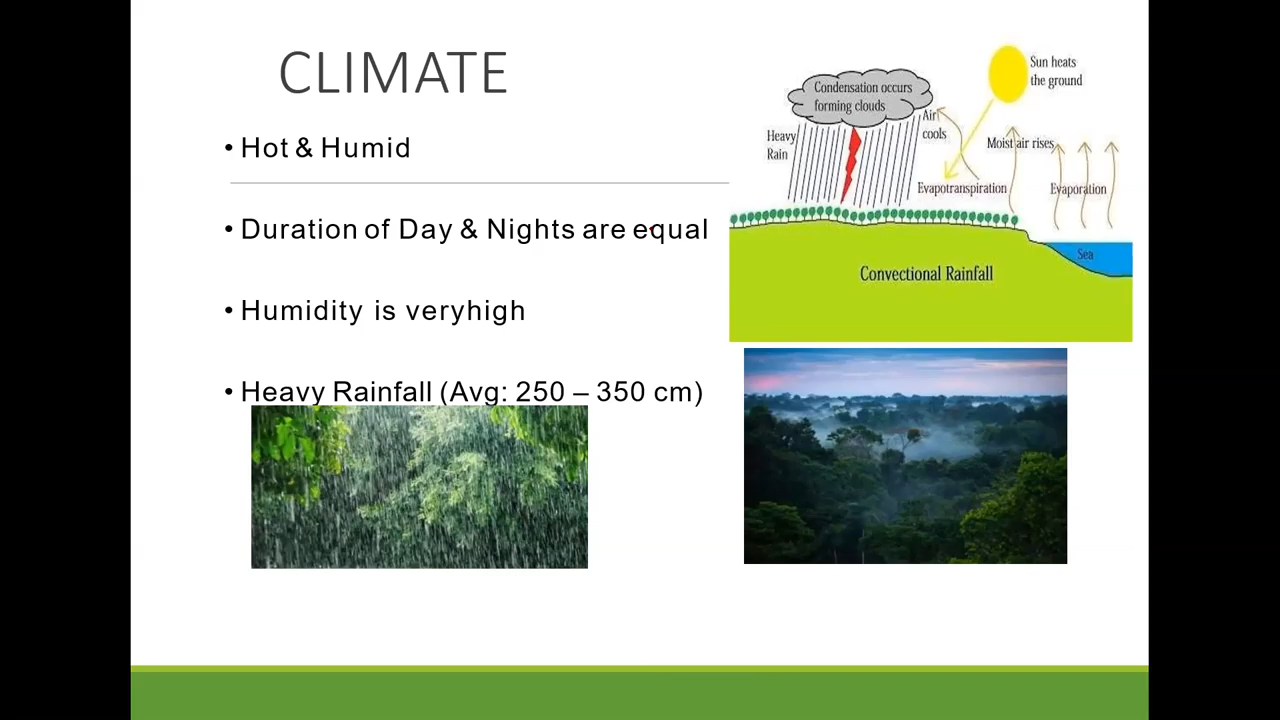 CLIMATE
• Hot & Humid
• Duration of Day & Nights are equal
• Humidity is veryhigh
• Heavy Rainfall (Avg: 250 – 350 cm)
Sun heats
the ground
Condensation occurs
forming clouds
Air
cools
Heavy
Rain
Moist air rises
Evapotranspiration
Evaporation
Sea
Convectional Rainfall